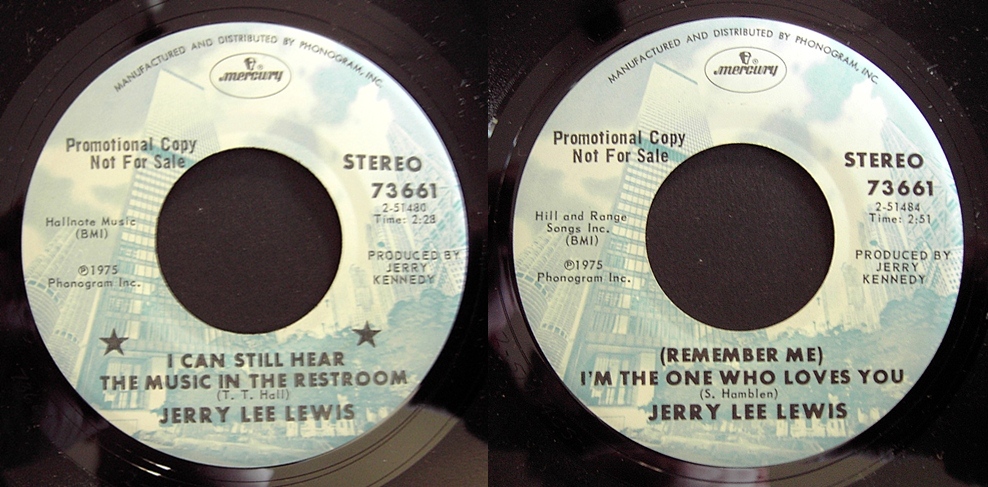 MANUFACTURED AND DISTRIBUTED BY PHONOGRAM, INC.
mercury ®
Promotional Copy
Not For Sale
STEREO
73661
2-51480
Time: 2:28
Hallnote Music
(BMI)
℗1975
Phonogram Inc.
PRODUCED BY
JERRY
KENNEDY
I CAN STILL HEAR
THE MUSIC IN THE RESTROOM
(T. T. Hall)
JERRY LEE LEWIS
MANUFACTURED AND DISTRIBUTED BY PHONOGRAM, INC.
mercury ®
Promotional Copy
Not For Sale
STEREO
73661
2-51484
Time: 2:51
Hill and Range
Songs Inc.
(BMI)
℗1975
Phonogram Inc.
PRODUCED BY
JERRY
KENNEDY
(REMEMBER ME)
I'M THE ONE WHO LOVES YOU
(S. Hamblen)
JERRY LEE LEWIS